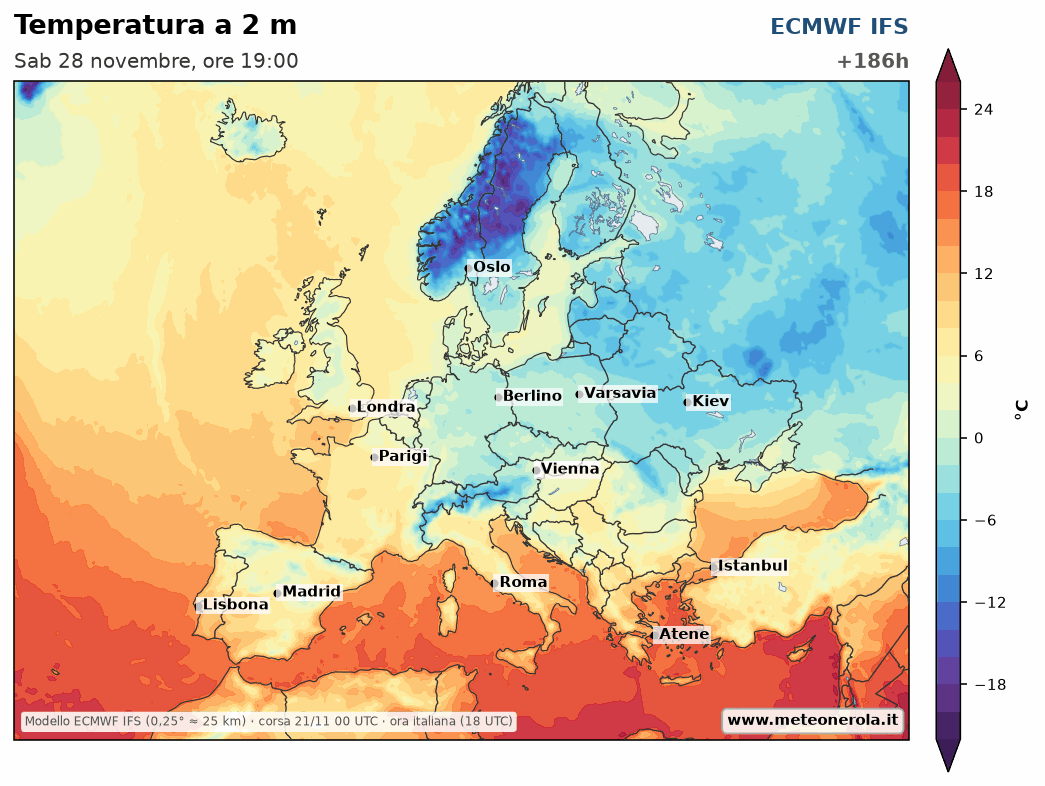 Temperatura a 2 m
ECMWF IFS
Sab 28 novembre, ore 19:00
+186h
24
18
12
6
0
−6
−12
−18
°C
Oslo
Berlino
Varsavia
Kiev
Londra
Parigi
Vienna
Istanbul
Roma
Madrid
Lisbona
Atene
Modello ECMWF IFS (0,25° ≈ 25 km) · corsa 21/11 00 UTC · ora italiana (18 UTC)
www.meteonerola.it